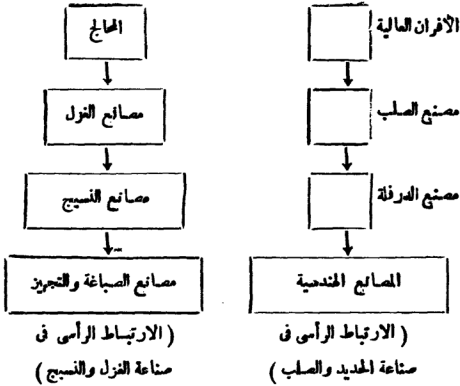 الأفران العالية
مصنع الصلب
مصنع الدرفلة
المصانع الهندسية
( الارتباط الرأسى فى
صناعة الحديد والصلب )
المحالج
مصانع الغزل
مصانع النسيج
مصانع الصباغة والتجهيز
( الارتباط الرأسى فى
صناعة الغزل والنسيج )